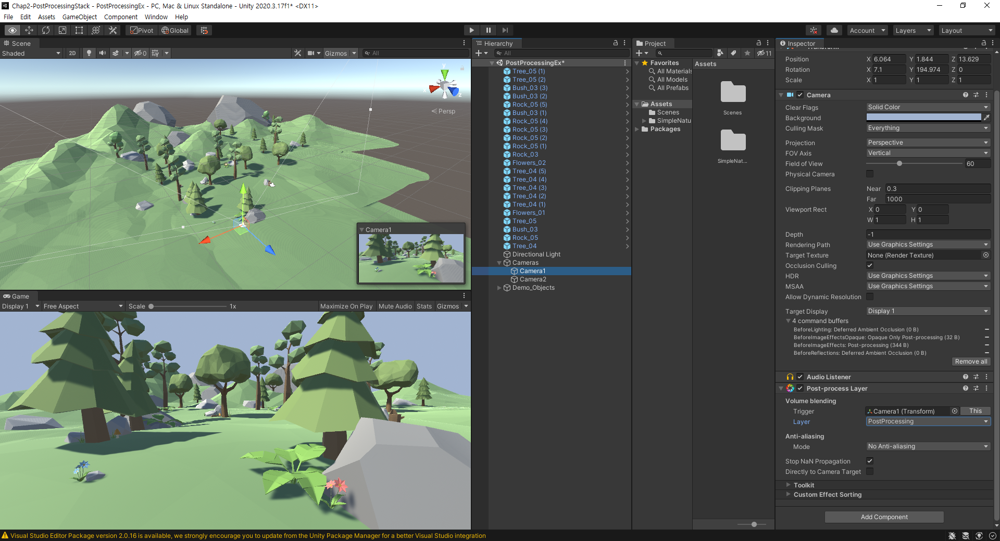 Chap2-PostProcessingStack - PostProcessingEx - PC, Mac & Linux Standalone - Unity 2020.3.17f1* <DX11>
File Edit Assets GameObject Component Window Help
Pivot Global Account Layers Layout
Scene
Shaded 2D 0 Gizmos All
y
x
z
Persp
Camera1
Game
Display 1 Free Aspect Scale 1x Maximize On Play Mute Audio Stats Gizmos
Hierarchy
All
PostProcessingEx*
Tree_05 (1)
Tree_05 (2)
Bush_03 (3)
Bush_03 (2)
Rock_05 (5)
Bush_03 (1)
Rock_05 (4)
Rock_05 (3)
Rock_05 (2)
Rock_05 (1)
Rock_03
Flowers_02
Tree_04 (5)
Tree_04 (4)
Tree_04 (3)
Tree_04 (2)
Tree_04 (1)
Flowers_01
Tree_05
Bush_03
Rock_05
Tree_04
Directional Light
Cameras
Camera1
Camera2
Demo_Objects
Project
11
Favorites
All Materials
All Models
All Prefabs
Assets
Scenes
SimpleNatu
Packages
Assets
Scenes
SimpleNat...
Inspector
Transform
Position X 6.064 Y 1.844 Z 13.629
Rotation X 7.1 Y 194.974 Z 0
Scale X 1 Y 1 Z 1
Camera
Clear Flags Solid Color
Background
Culling Mask Everything
Projection Perspective
FOV Axis Vertical
Field of View 60
Physical Camera
Clipping Planes Near 0.3
Far 1000
Viewport Rect X 0 Y 0
W 1 H 1
Depth -1
Rendering Path Use Graphics Settings
Target Texture None (Render Texture)
Occlusion Culling
HDR Use Graphics Settings
MSAA Use Graphics Settings
Allow Dynamic Resolution
Target Display Display 1
4 command buffers
BeforeLighting: Deferred Ambient Occlusion (0 B)
BeforeImageEffectsOpaque: Opaque Only Post-processing (32 B)
BeforeImageEffects: Post-processing (344 B)
BeforeReflections: Deferred Ambient Occlusion (0 B)
Remove all
Audio Listener
Post-process Layer
Volume blending
Trigger Camera1 (Transform) This
Layer PostProcessing
Anti-aliasing
Mode No Anti-aliasing
Stop NaN Propagation
Directly to Camera Target
Toolkit
Custom Effect Sorting
Add Component
Visual Studio Editor Package version 2.0.16 is available, we strongly encourage you to update from the Unity Package Manager for a better Visual Studio integration